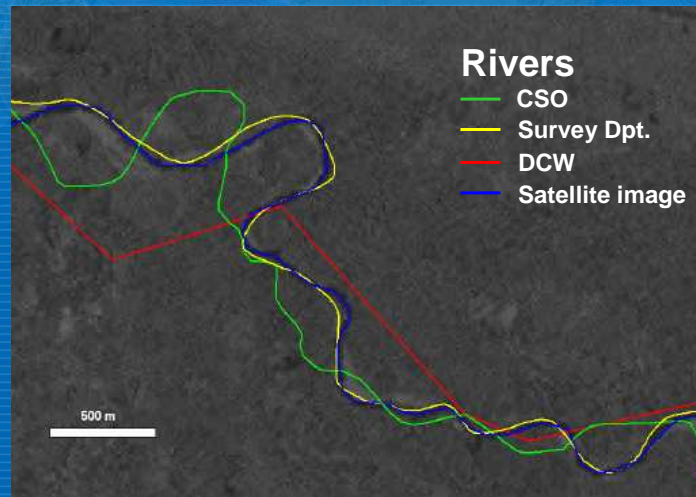 Rivers
CSO
Survey Dpt.
DCW
Satellite image
500 m